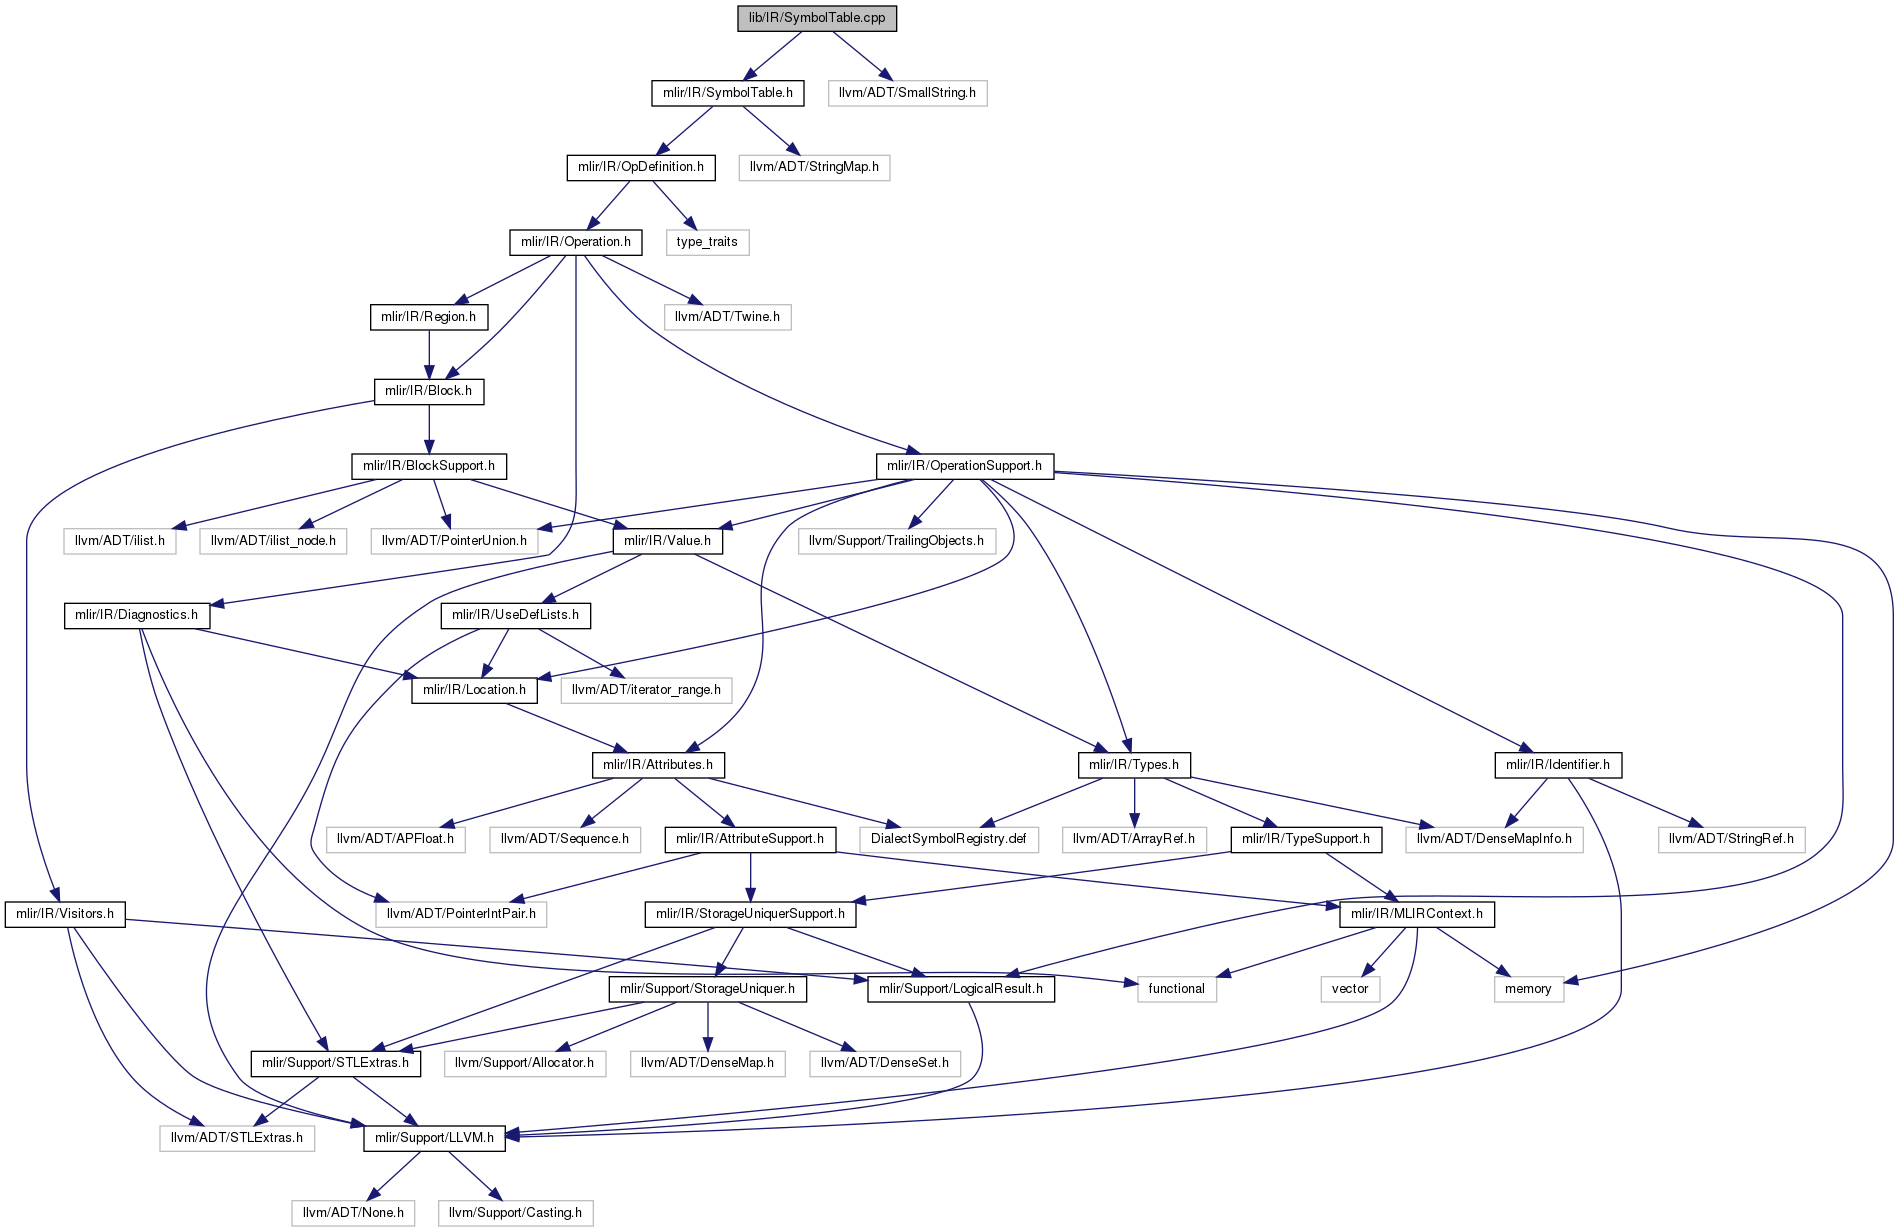 lib/IR/SymbolTable.cpp
mlir/IR/SymbolTable.h
llvm/ADT/SmallString.h
mlir/IR/OpDefinition.h
llvm/ADT/StringMap.h
mlir/IR/Operation.h
type_traits
mlir/IR/Region.h
llvm/ADT/Twine.h
mlir/IR/Block.h
mlir/IR/BlockSupport.h
mlir/IR/OperationSupport.h
llvm/ADT/ilist.h
llvm/ADT/ilist_node.h
llvm/ADT/PointerUnion.h
mlir/IR/Value.h
llvm/Support/TrailingObjects.h
mlir/IR/Diagnostics.h
mlir/IR/UseDefLists.h
mlir/IR/Location.h
llvm/ADT/iterator_range.h
mlir/IR/Attributes.h
mlir/IR/Types.h
mlir/IR/Identifier.h
llvm/ADT/APFloat.h
llvm/ADT/Sequence.h
mlir/IR/AttributeSupport.h
DialectSymbolRegistry.def
llvm/ADT/ArrayRef.h
mlir/IR/TypeSupport.h
llvm/ADT/DenseMapInfo.h
llvm/ADT/StringRef.h
mlir/IR/Visitors.h
llvm/ADT/PointerIntPair.h
mlir/IR/StorageUniquerSupport.h
mlir/IR/MLIRContext.h
mlir/Support/StorageUniquer.h
mlir/Support/LogicalResult.h
functional
vector
memory
mlir/Support/STLExtras.h
llvm/Support/Allocator.h
llvm/ADT/DenseMap.h
llvm/ADT/DenseSet.h
llvm/ADT/STLExtras.h
mlir/Support/LLVM.h
llvm/ADT/None.h
llvm/Support/Casting.h